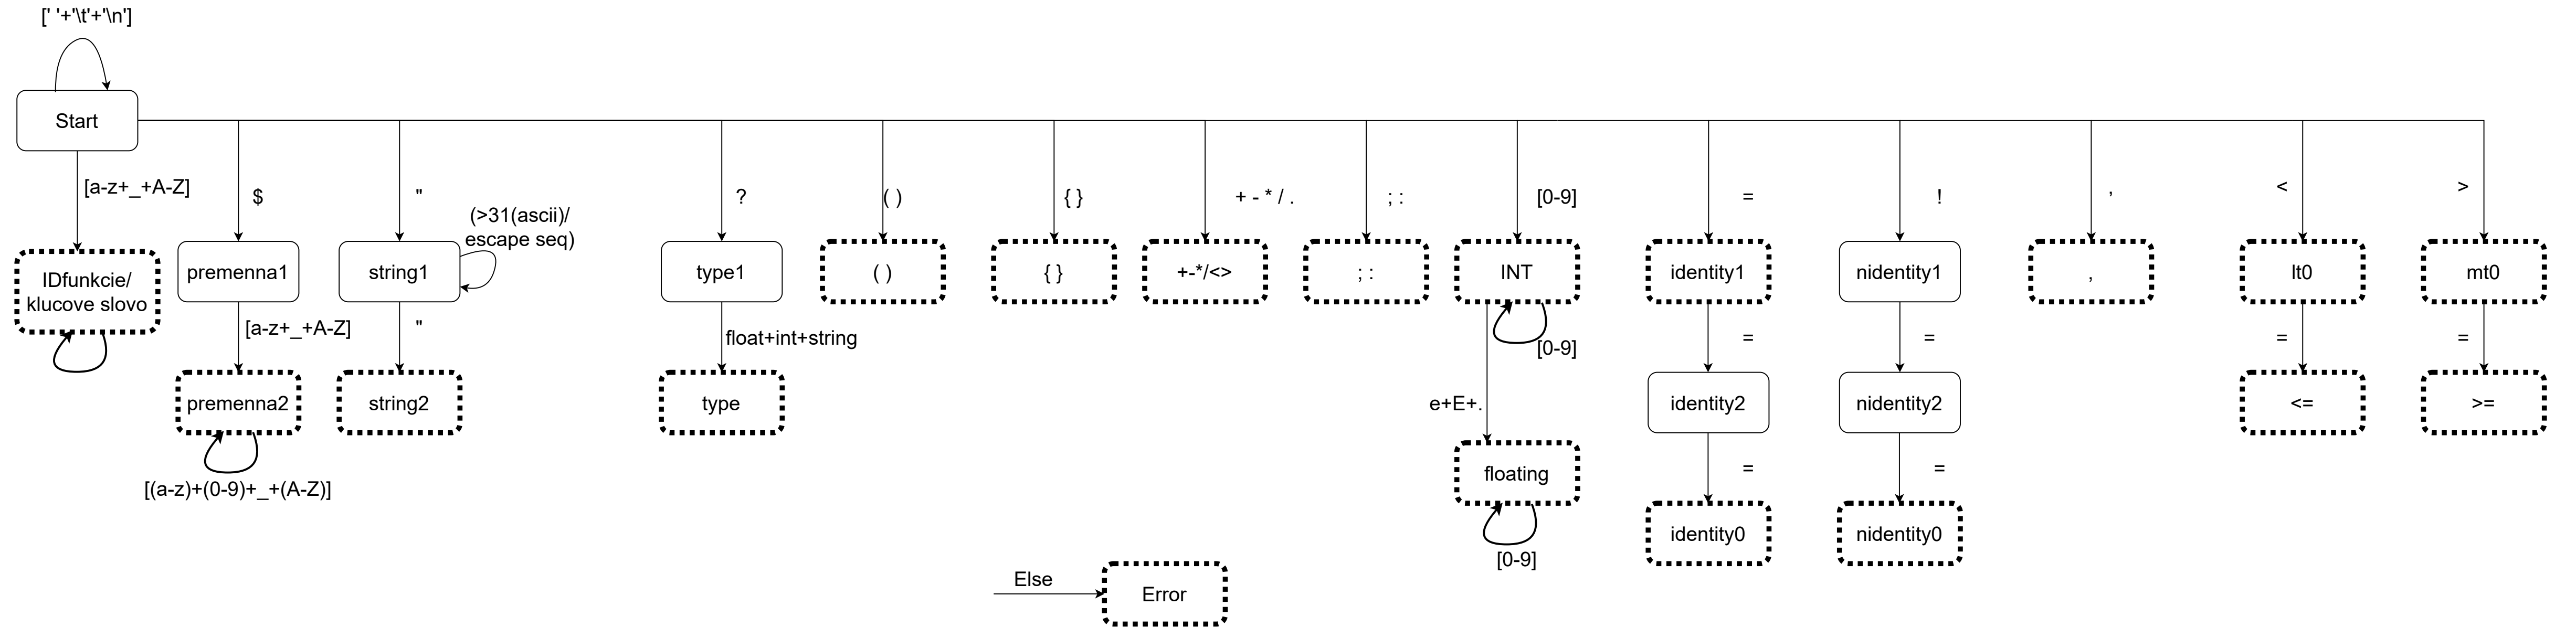 [' '+'\t'+'\n']
Start
[a-z+_+A-Z]
$
"
(>31(ascii)/
escape seq)
?
( )
{ }
+ - * / .
; :
[0-9]
=
!
,
<
>
IDfunkcie/
klucove slovo
premenna1
string1
type1
( )
{ }
+-*/<>
; :
INT
identity1
nidentity1
,
lt0
mt0
[a-z+_+A-Z]
"
float+int+string
[0-9]
=
=
=
=
premenna2
string2
type
e+E+.
identity2
nidentity2
<=
>=
[(a-z)+(0-9)+_+(A-Z)]
floating
=
=
[0-9]
identity0
nidentity0
Else
Error